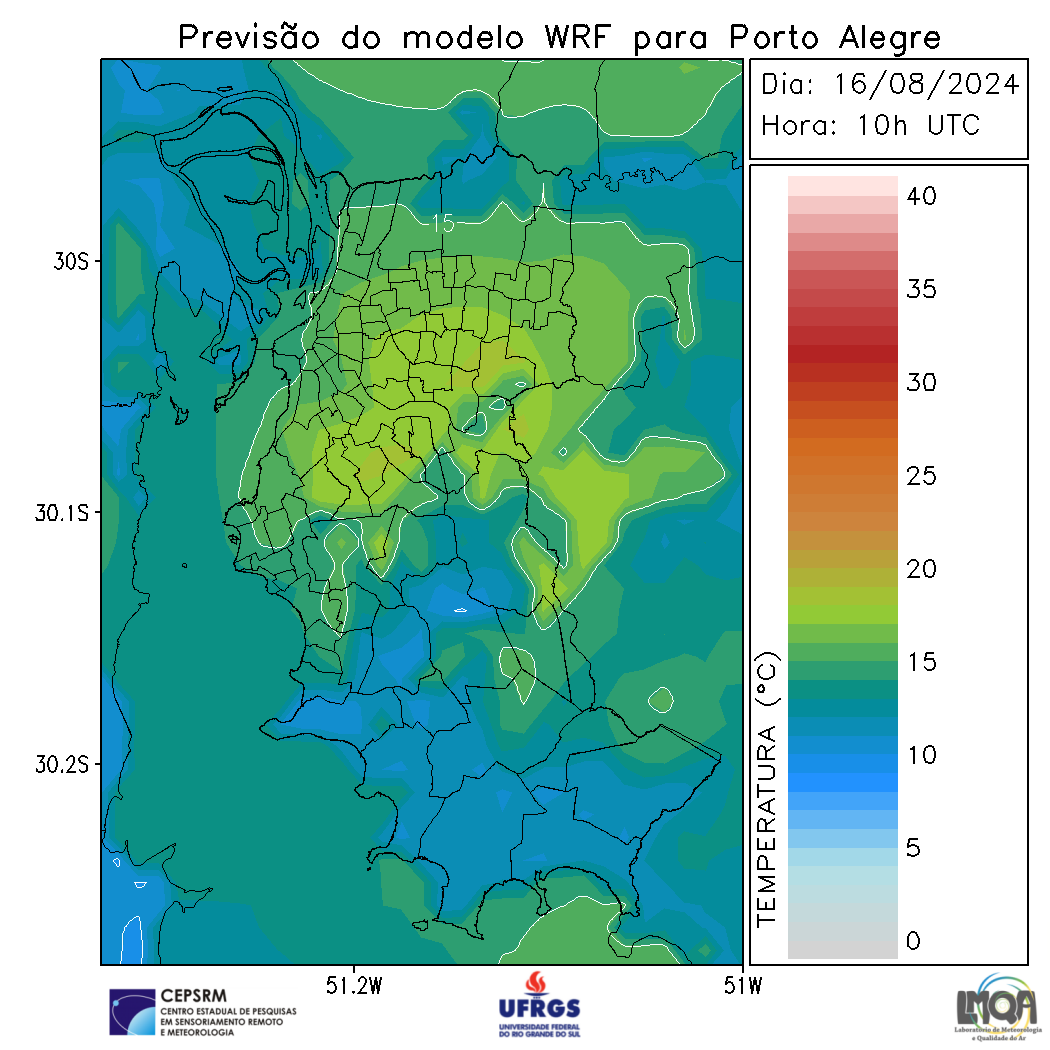 Previsão do modelo WRF para Porto Alegre
Dia: 16/08/2024
Hora: 10h UTC
40
35
30
25
20
15
10
5
0
TEMPERATURA (°C)
15
30S
30.1S
30.2S
51.2W
51W
CEPSRM
CENTRO ESTADUAL DE PESQUISAS
EM SENSORIAMENTO REMOTO
E METEOROLOGIA
UFRGS
UNIVERSIDADE FEDERAL
DO RIO GRANDE DO SUL
LMQA
Laboratório de Meteorologia
e Qualidade do Ar